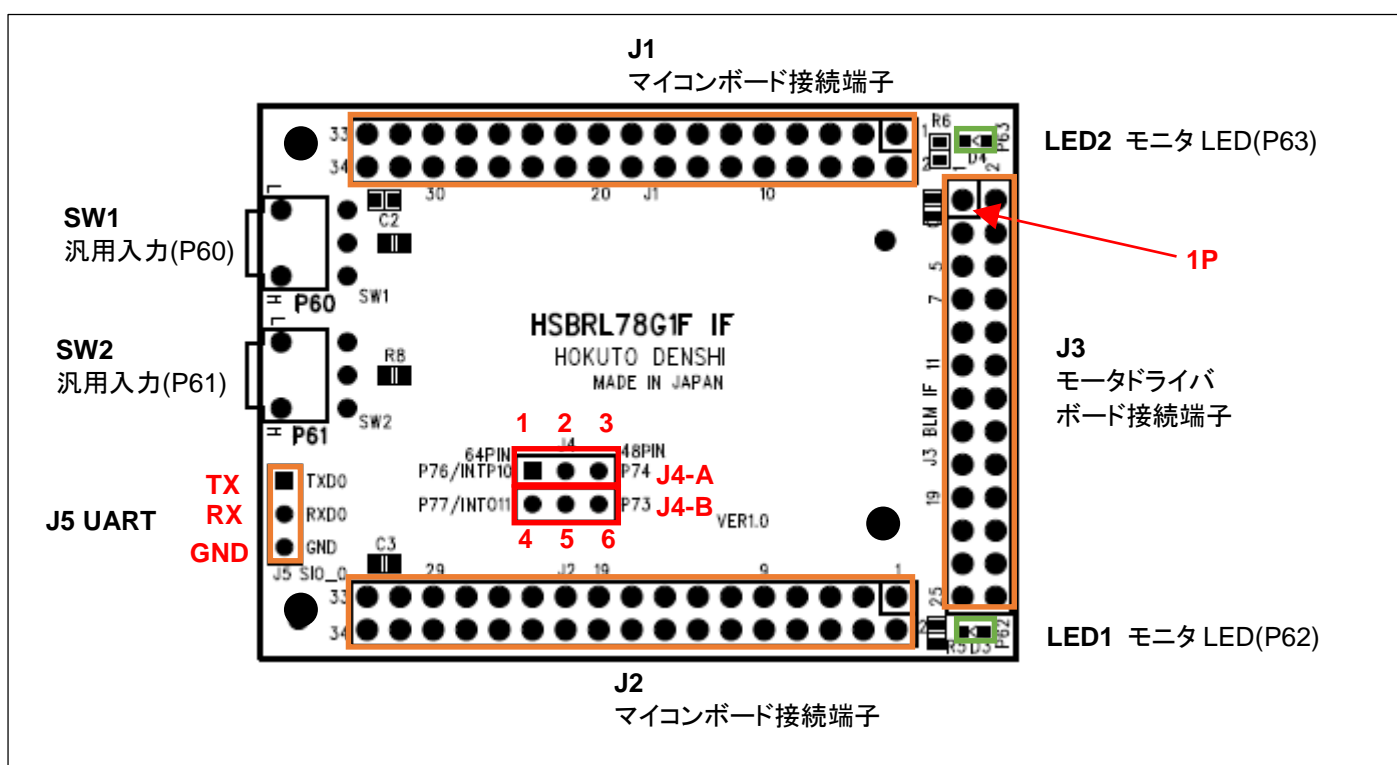 J1
マイコンボード接続端子
33
1
R6
P63
LED2 モニタ LED(P63)
34
2
D4
30
20
J1
10
1
2
L
C2
SW1
汎用入力(P60)
1P
5
H
P60
SW1
7
L
HSBRL78G1F IF
SW2
汎用入力(P61)
R8
HOKUTO DENSHI
MADE IN JAPAN
11
J3
モータドライバ
ボード接続端子
H
P61
SW2
J3 BLM IF
1
2
3
64PIN
J4
48PIN
P76/INTP10
P74
J4-A
TX
TXD0
P77/INTO11
P73
J4-B
19
J5 UART
RX
RXD0
VER1.0
4
5
6
GND
GND
C3
J5 SIO_0
29
J2
19
9
1
25
33
34
2
R5
D3
P62
LED1 モニタ LED(P62)
J2
マイコンボード接続端子